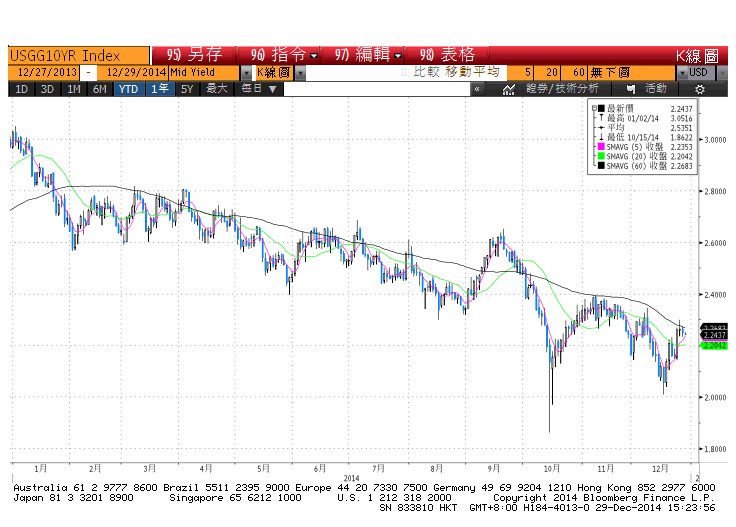 USGG10YR Index 95) 另存 96) 指令 97) 編輯 98) 表格 K線圖
12/27/2013 - 12/29/2014 Mid Yield K線圖 比較 移動平均 5 20 60 無下圖 USD
1D 3D 1M 6M YTD 1年 5Y 最大 每日 ▼ « 證券/技術分析 活動
最新價 2.2437
最高 01/02/14 3.0516
平均 2.5351
最低 10/15/14 1.8622
SMAVG (5) 收盤 2.2353
SMAVG (20) 收盤 2.2042
SMAVG (60) 收盤 2.2683
3.0000
2.8000
2.6000
2.4000
2.2683
2.2437
2.2042
2.0000
1.8000
1月 2月 3月 4月 5月 6月 7月 8月 9月 10月 11月 12月
2014
Australia 61 2 9777 8600 Brazil 5511 2395 9000 Europe 44 20 7330 7500 Germany 49 69 9204 1210 Hong Kong 852 2977 6000
Japan 81 3 3201 8900 Singapore 65 6212 1000 U.S. 1 212 318 2000 Copyright 2014 Bloomberg Finance L.P.
SN 833810 HKT GMT+8:00 H184-4013-0 29-Dec-2014 15:23:56